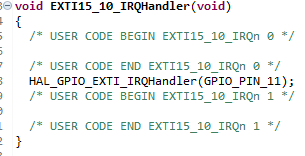 void EXTI15_10_IRQHandler(void)
{
/* USER CODE BEGIN EXTI15_10_IRQn 0 */
/* USER CODE END EXTI15_10_IRQn 0 */
HAL_GPIO_EXTI_IRQHandler(GPIO_PIN_11);
/* USER CODE BEGIN EXTI15_10_IRQn 1 */
/* USER CODE END EXTI15_10_IRQn 1 */
}